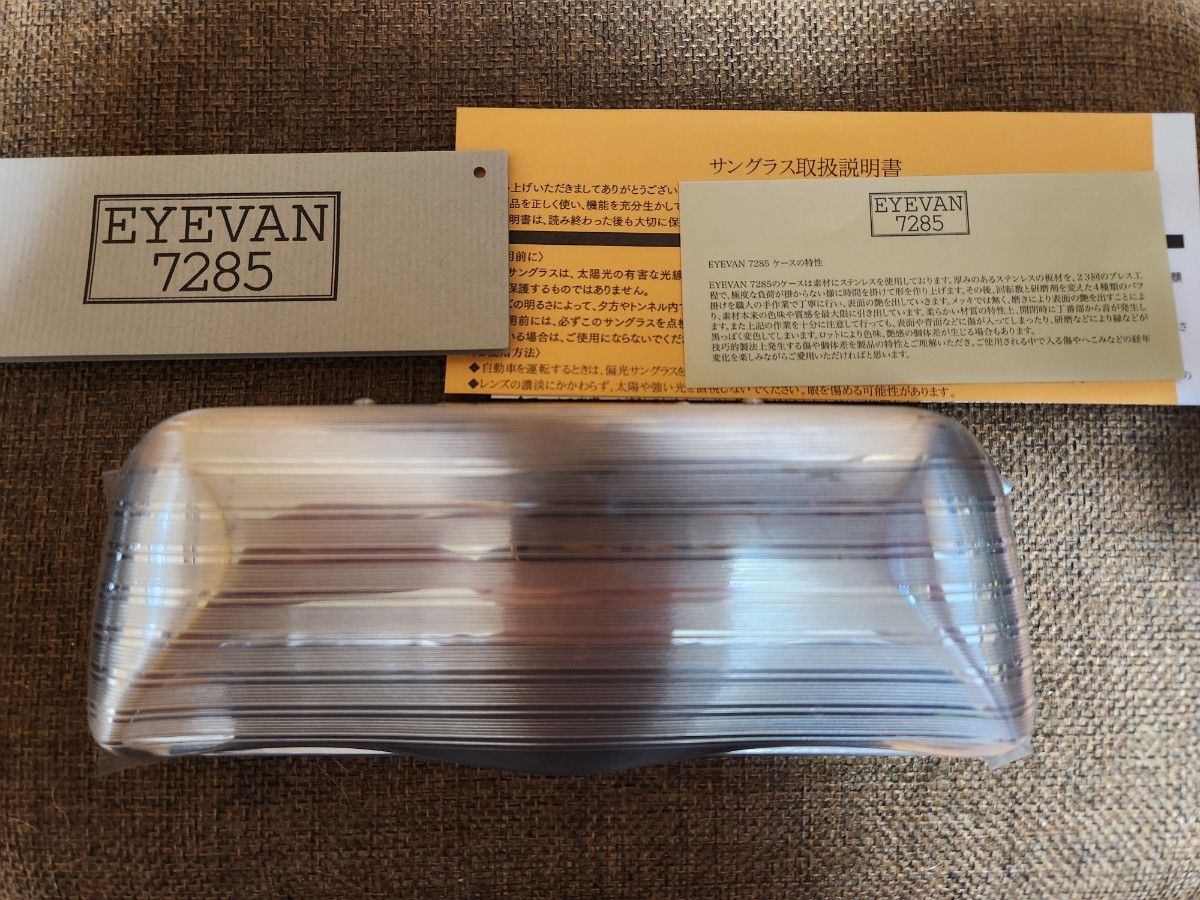 EYEVAN
7285
サングラス取扱説明書
上げいただきましてありがとうござい
品を正しく使い、機能を充分生かして
明書は、読み終わった後も大切に保
用前に〉
サングラスは、太陽光の有害な光線
保護するものではありません。
の明るさによって、夕方やトンネル内
用前には、必ずこのサングラスを点検
いる場合は、ご使用にならないでくだ
方法〉
◆自動車を運転するときは、偏光サングラスを
◆レンズの濃淡にかかわらず、太陽や強い光を直視しないでください。眼を傷める可能性があります。
EYEVAN
7285
EYEVAN 7285 ケースの特性
EYEVAN 7285のケースは素材にステンレスを使用しております。厚みのあるステンレスの板材を、23回のプレス工
程で、極度な負荷が掛からない様に時間を掛けて形を作り上げます。その後、回転数と研磨剤を変えた4種類のバフ
掛けを職人の手作業で丁寧に行い、表面の艶を出していきます。メッキでは無く、磨きにより表面の艶を出すことによ
り、素材本来の色味や質感を最大限に引き出しています。柔らかい材質の特性上、開閉時に丁番部から音が発生し
ます。また上記の作業を十分に注意して行っても、表面や背面などに傷が入ってしまったり、研磨などにより縁などが
黒っぽく変色してしまいます。ロットにより色味、艶感の個体差が生じる場合もあります。
技巧的製法上発生する傷や個体差を製品の特性とご理解いただき、ご使用される中で入る傷やへこみなどの経年
変化を楽しみながらご愛用いただければと思います。